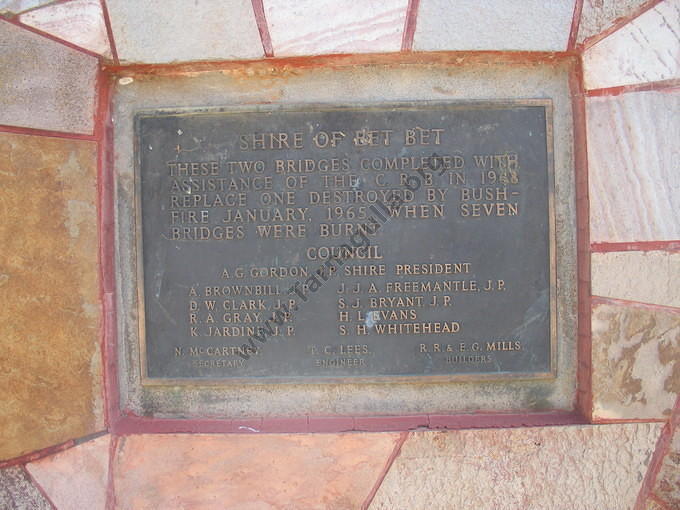 SHIRE OF BET BET
THESE TWO BRIDGES COMPLETED WITH
ASSISTANCE OF THE C. R. B. IN 1968
REPLACE ONE DESTROYED BY BUSH-
FIRE JANUARY, 1965, WHEN SEVEN
BRIDGES WERE BURNT
COUNCIL
A. G. GORDON, J. P. SHIRE PRESIDENT
A. BROWNBILL, J. P. J. J. A. FREEMANTLE, J. P.
D. W. CLARK, J. P. S. J. BRYANT, J. P.
R. A. GRAY, J. P. H. L. EVANS
K. JARDINE, J. P. S. H. WHITEHEAD
N. McCARTNEY. T. C. LEES. R. R. & E. G. MILLS.
SECRETARY ENGINEER BUILDERS